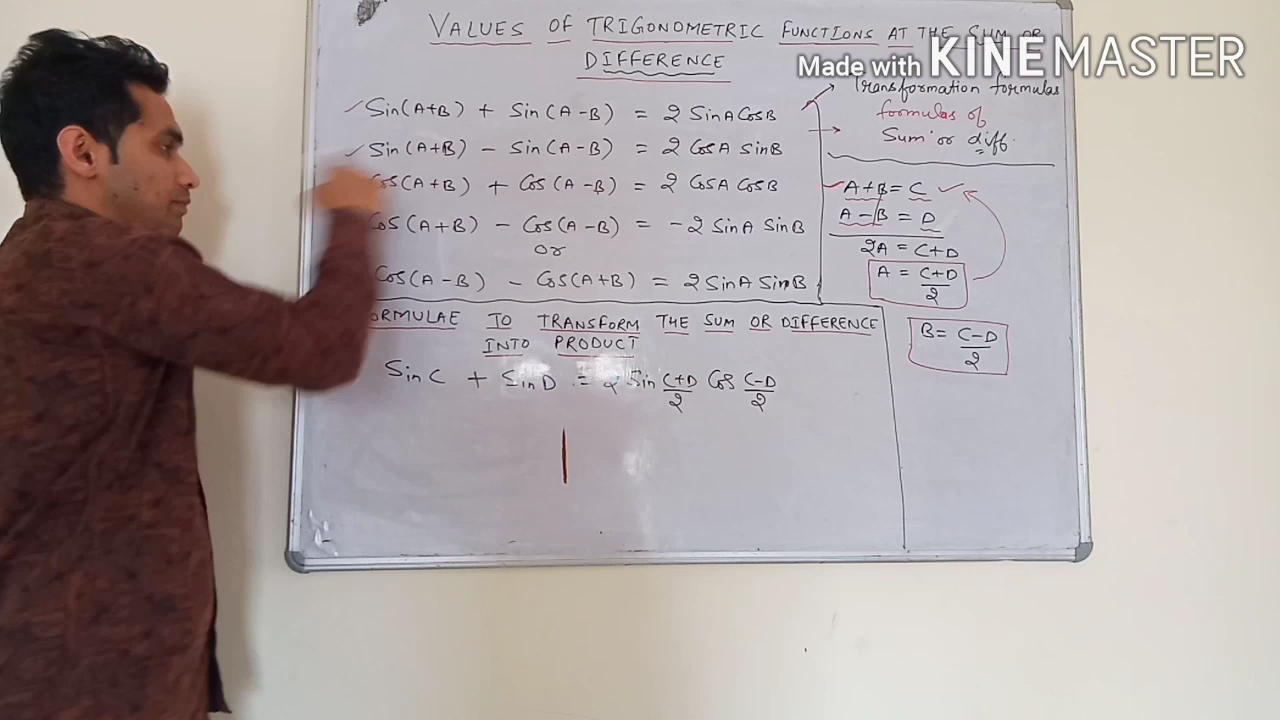 VALUES OF TRIGONOMETRIC FUNCTIONS AT THE SUM OR
DIFFERENCE
Made with KINEMASTER
Sin(A+B) + Sin(A-B) = 2 SinA CosB
Sin(A+B) - Sin(A-B) = 2 CosA SinB
Cos(A+B) + Cos(A-B) = 2 CosA CosB
Cos(A+B) - Cos(A-B) = -2 SinA SinB
or
Cos(A-B) - Cos(A+B) = 2 SinA SinB
→ Transformation formulas
→ formulas of
Sum or diff.
A+B = C
A-B = D
2A = C+D
A = C+D/2
B = C-D/2
FORMULAE TO TRANSFORM THE SUM OR DIFFERENCE
INTO PRODUCT
Sin C + Sin D = 2 Sin C+D/2 Cos C-D/2